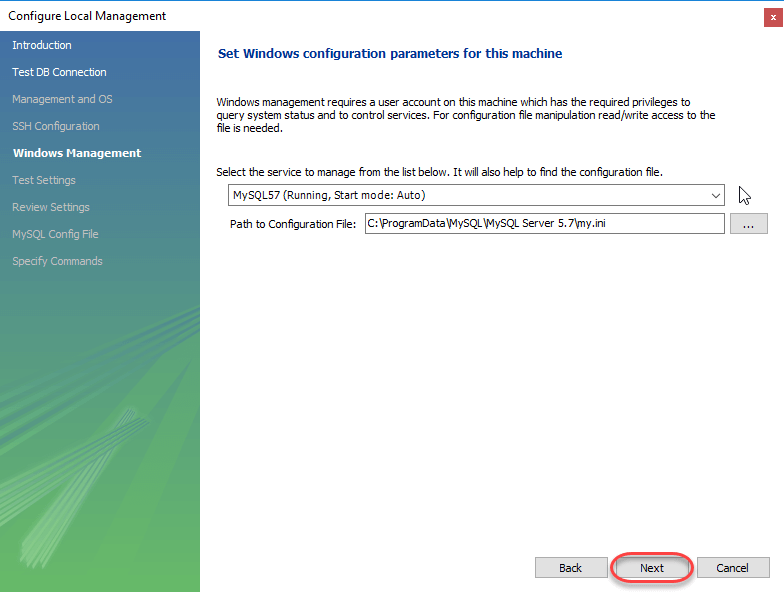 Configure Local Management
x
Introduction
Test DB Connection
Management and OS
SSH Configuration
Windows Management
Test Settings
Review Settings
MySQL Config File
Specify Commands
Set Windows configuration parameters for this machine
Windows management requires a user account on this machine which has the required privileges to
query system status and to control services. For configuration file manipulation read/write access to the
file is needed.
Select the service to manage from the list below. It will also help to find the configuration file.
MySQL57 (Running, Start mode: Auto)
Path to Configuration File: C:\ProgramData\MySQL\MySQL Server 5.7\my.ini ...
Back Next Cancel